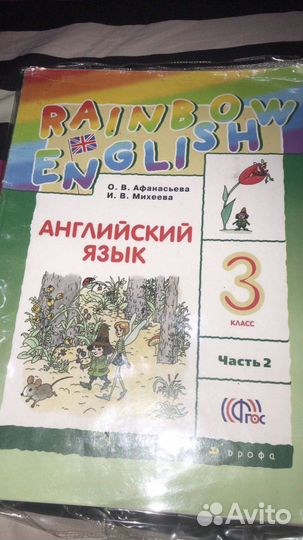 RAINBOW
ENGLISH
О. В. Афанасьева
И. В. Михеева
АНГЛИЙСКИЙ
ЯЗЫК
3
КЛАСС
Часть 2
ФГОС
дрофа
Avito